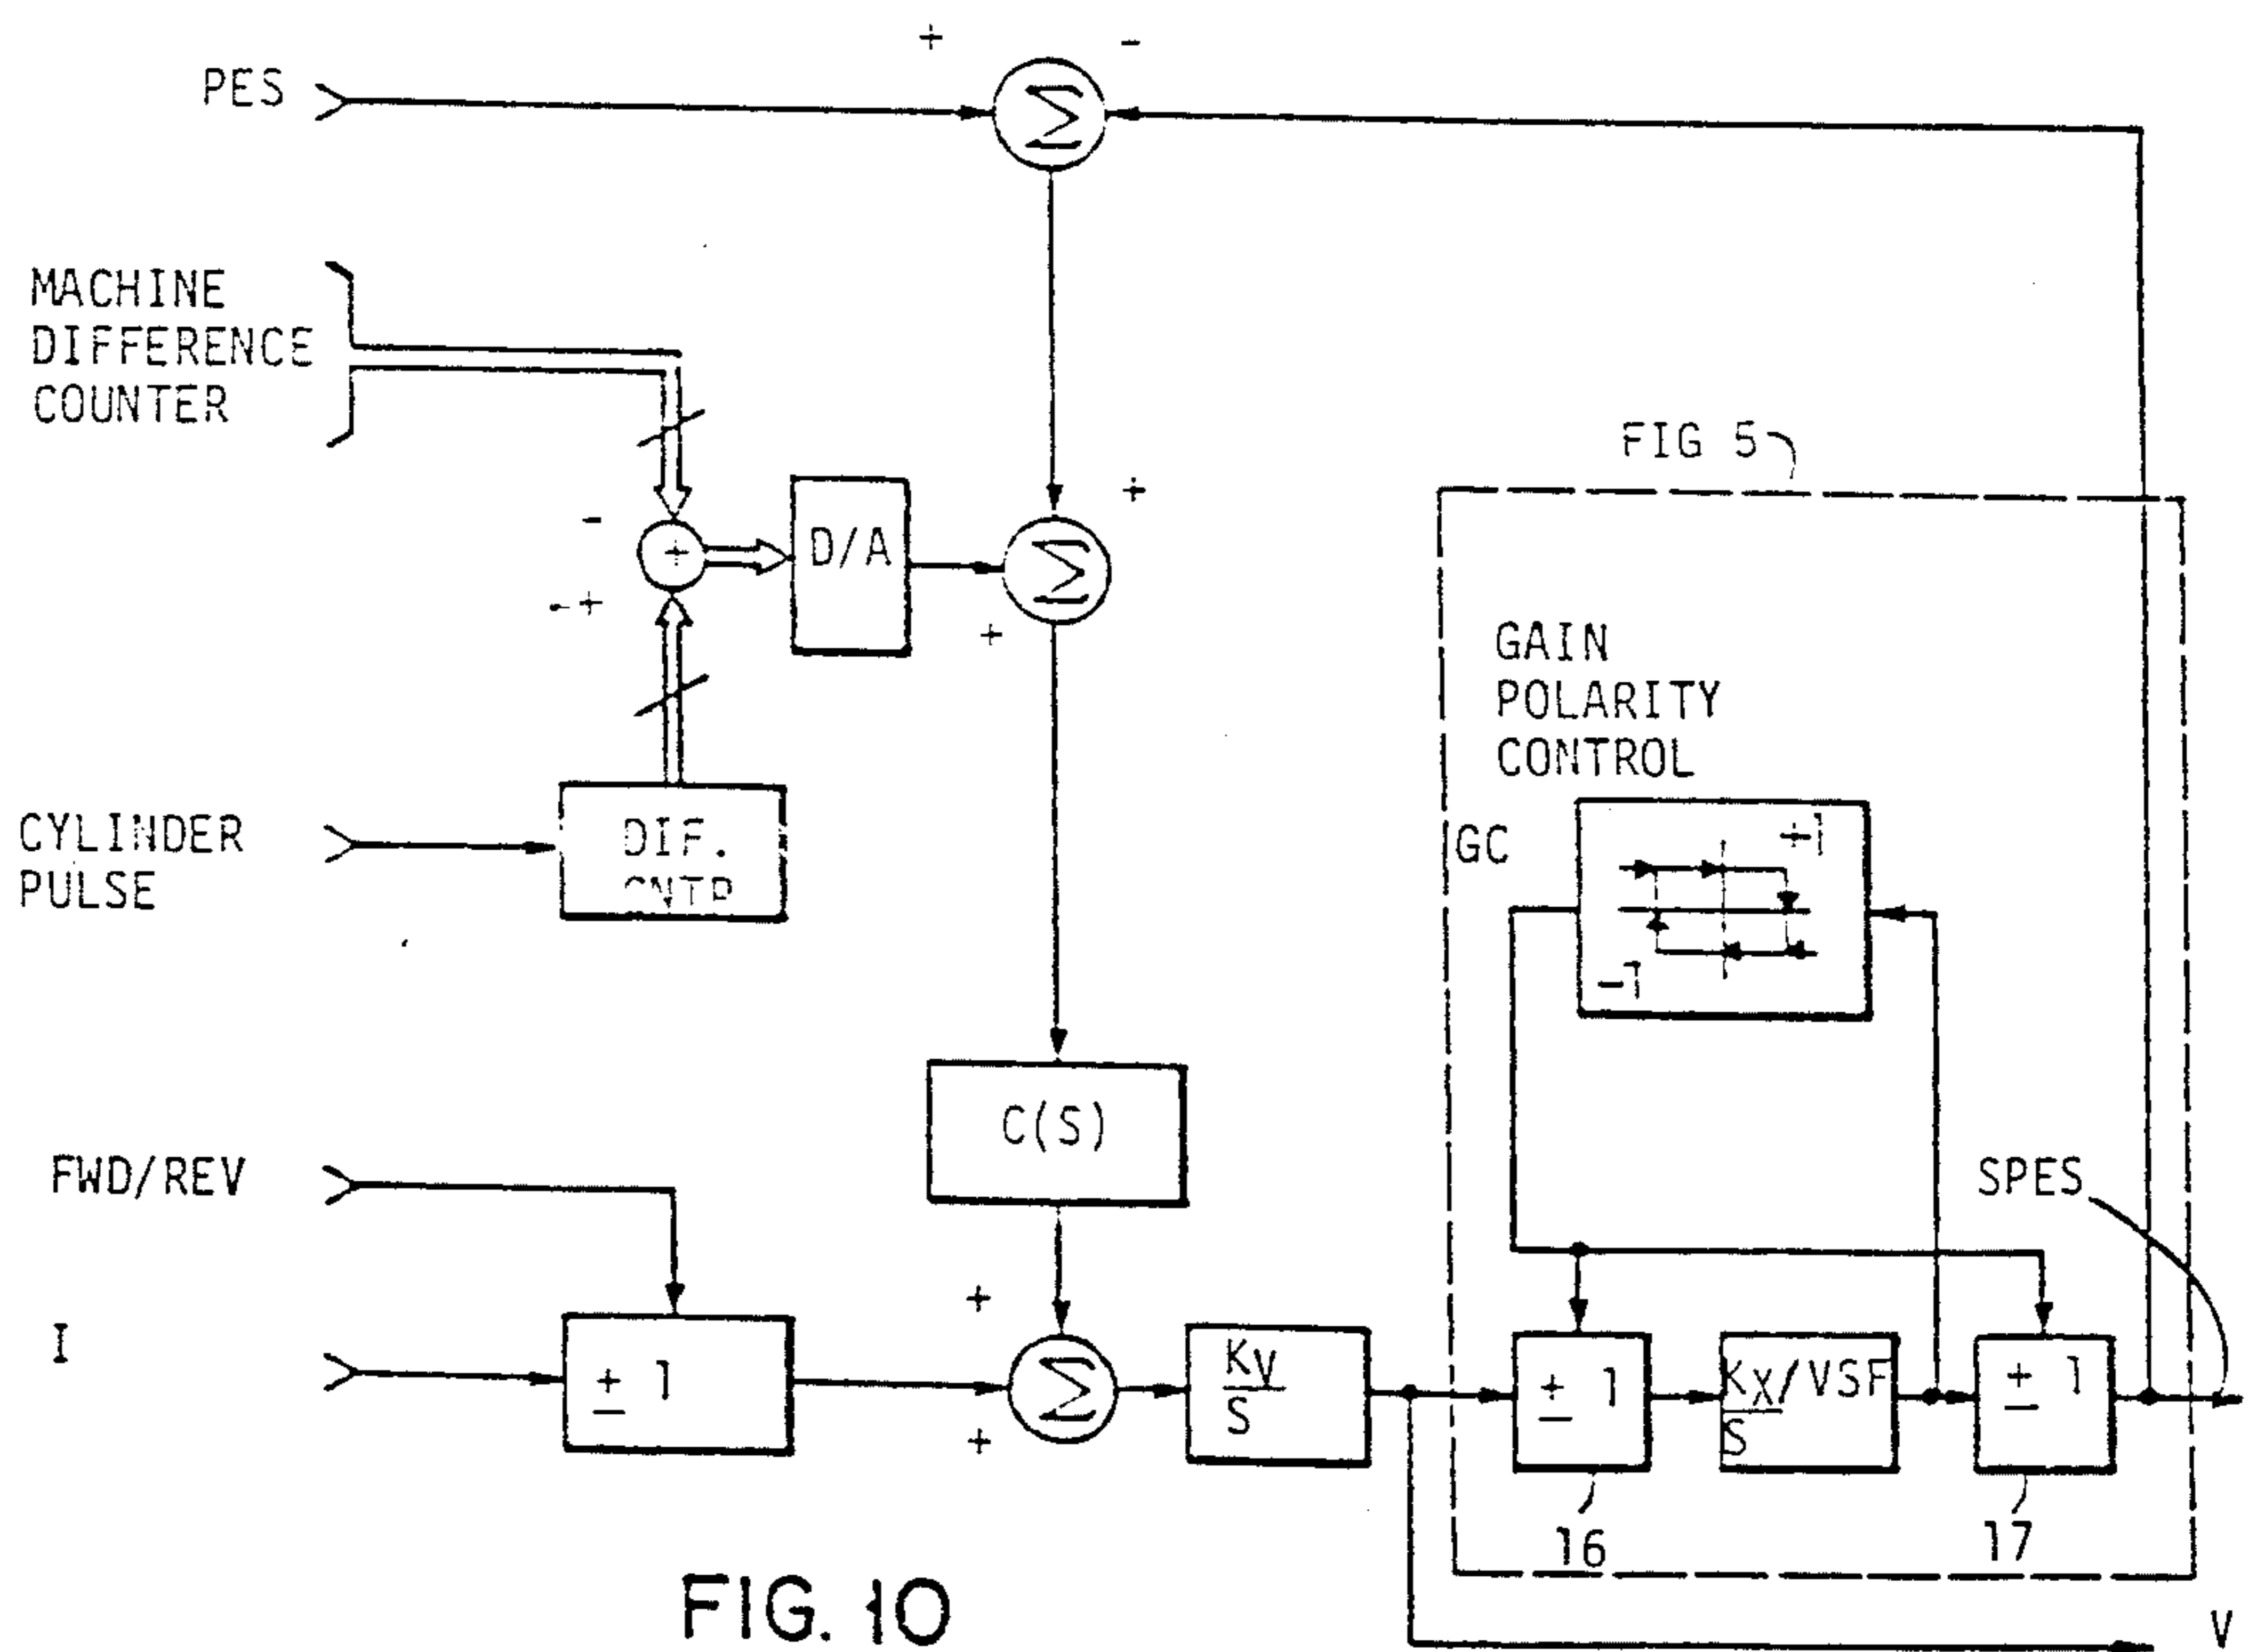 + -
PES
Σ
MACHINE
DIFFERENCE
COUNTER
FIG 5
+
-
+
D/A
Σ
-+
+
GAIN
POLARITY
CONTROL
CYLINDER
PULSE
DIF.
CNTR
GC
+1
-1
C(S)
FWD/REV
SPES
+
I
± 1
Σ
KV
S
± 1
KX/VSF
S
± 1
+
16
17
FIG. 10
V